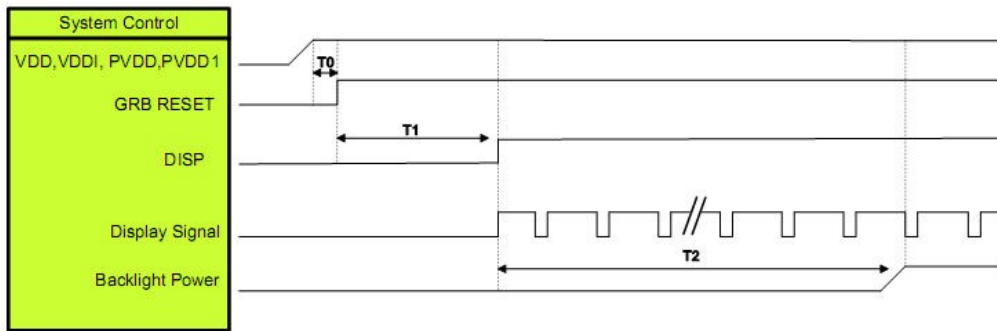 System Control
VDD,VDDI, PVDD,PVDD1
T0
GRB RESET
T1
DISP
Display Signal
T2
Backlight Power